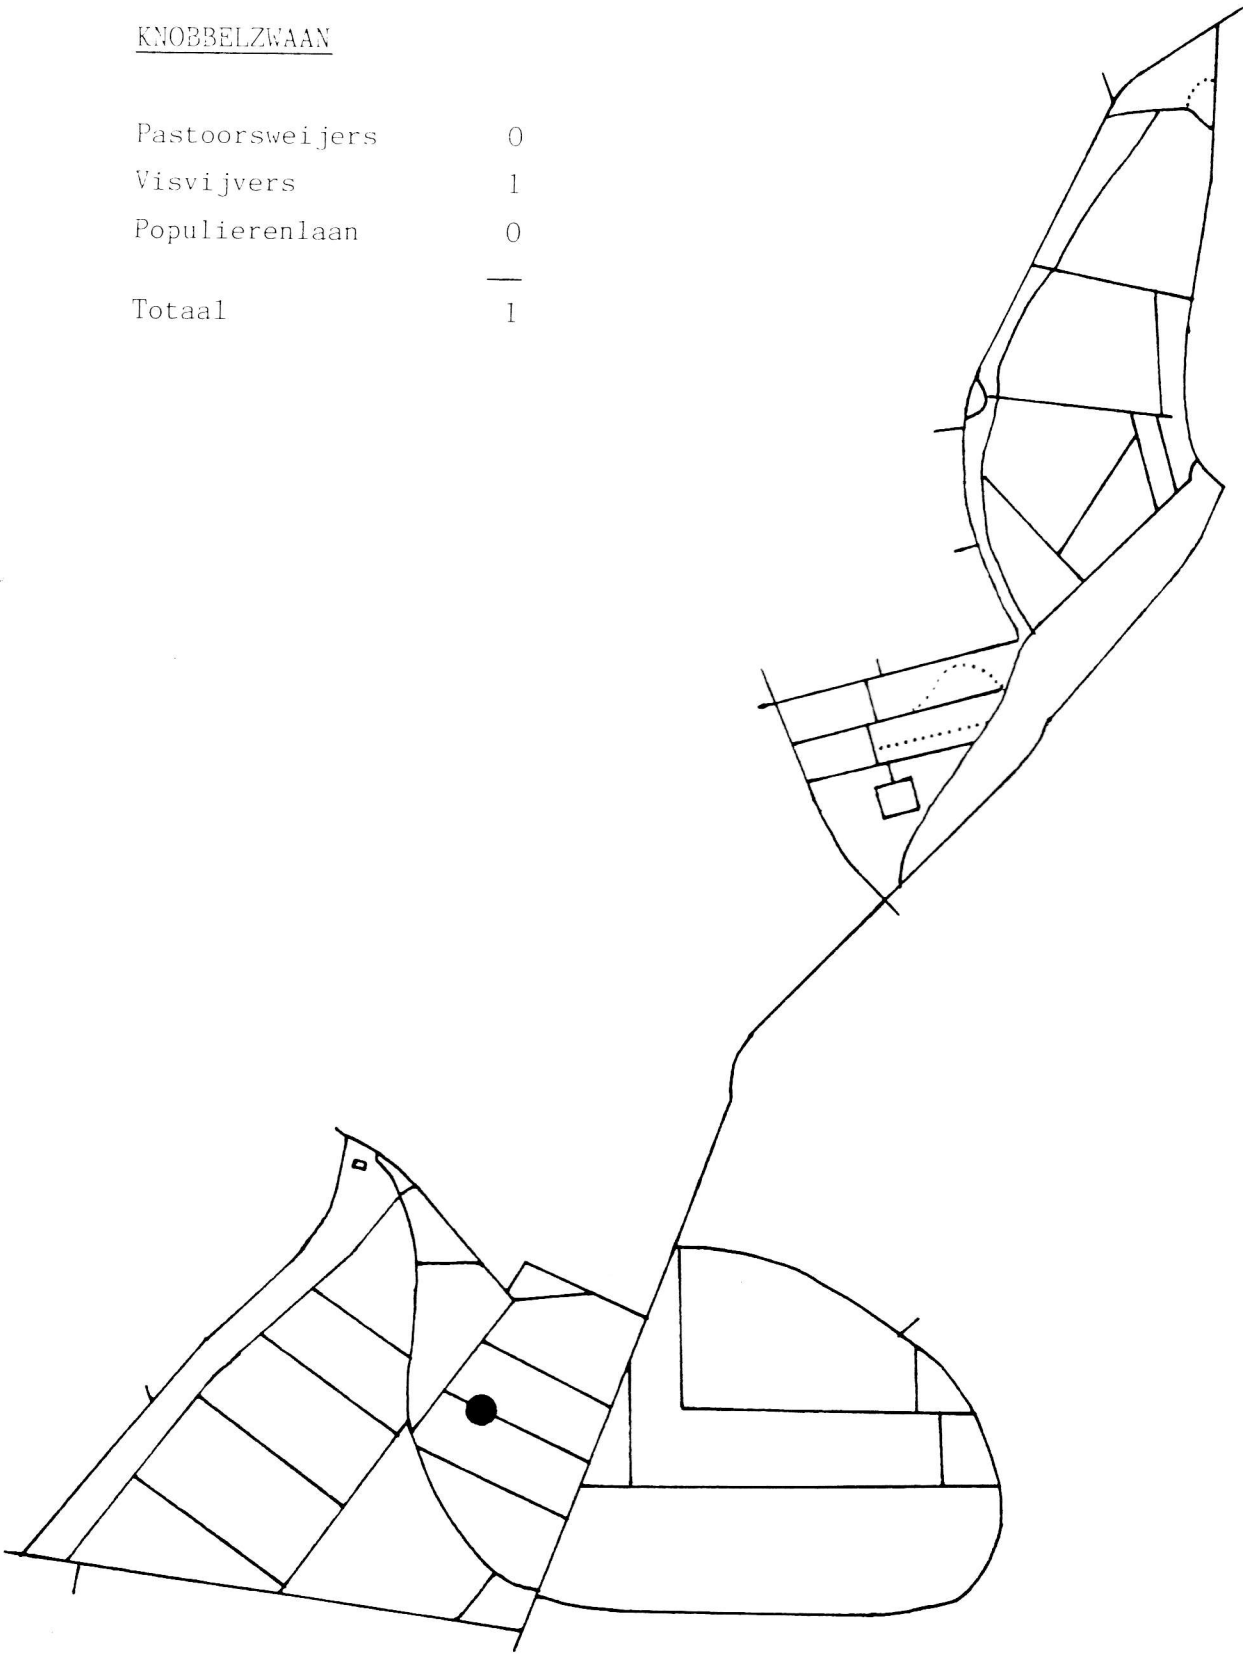 KNOBBELZWAAN
Pastoorsweijers 0
Visvijvers 1
Populierenlaan 0
Totaal 1